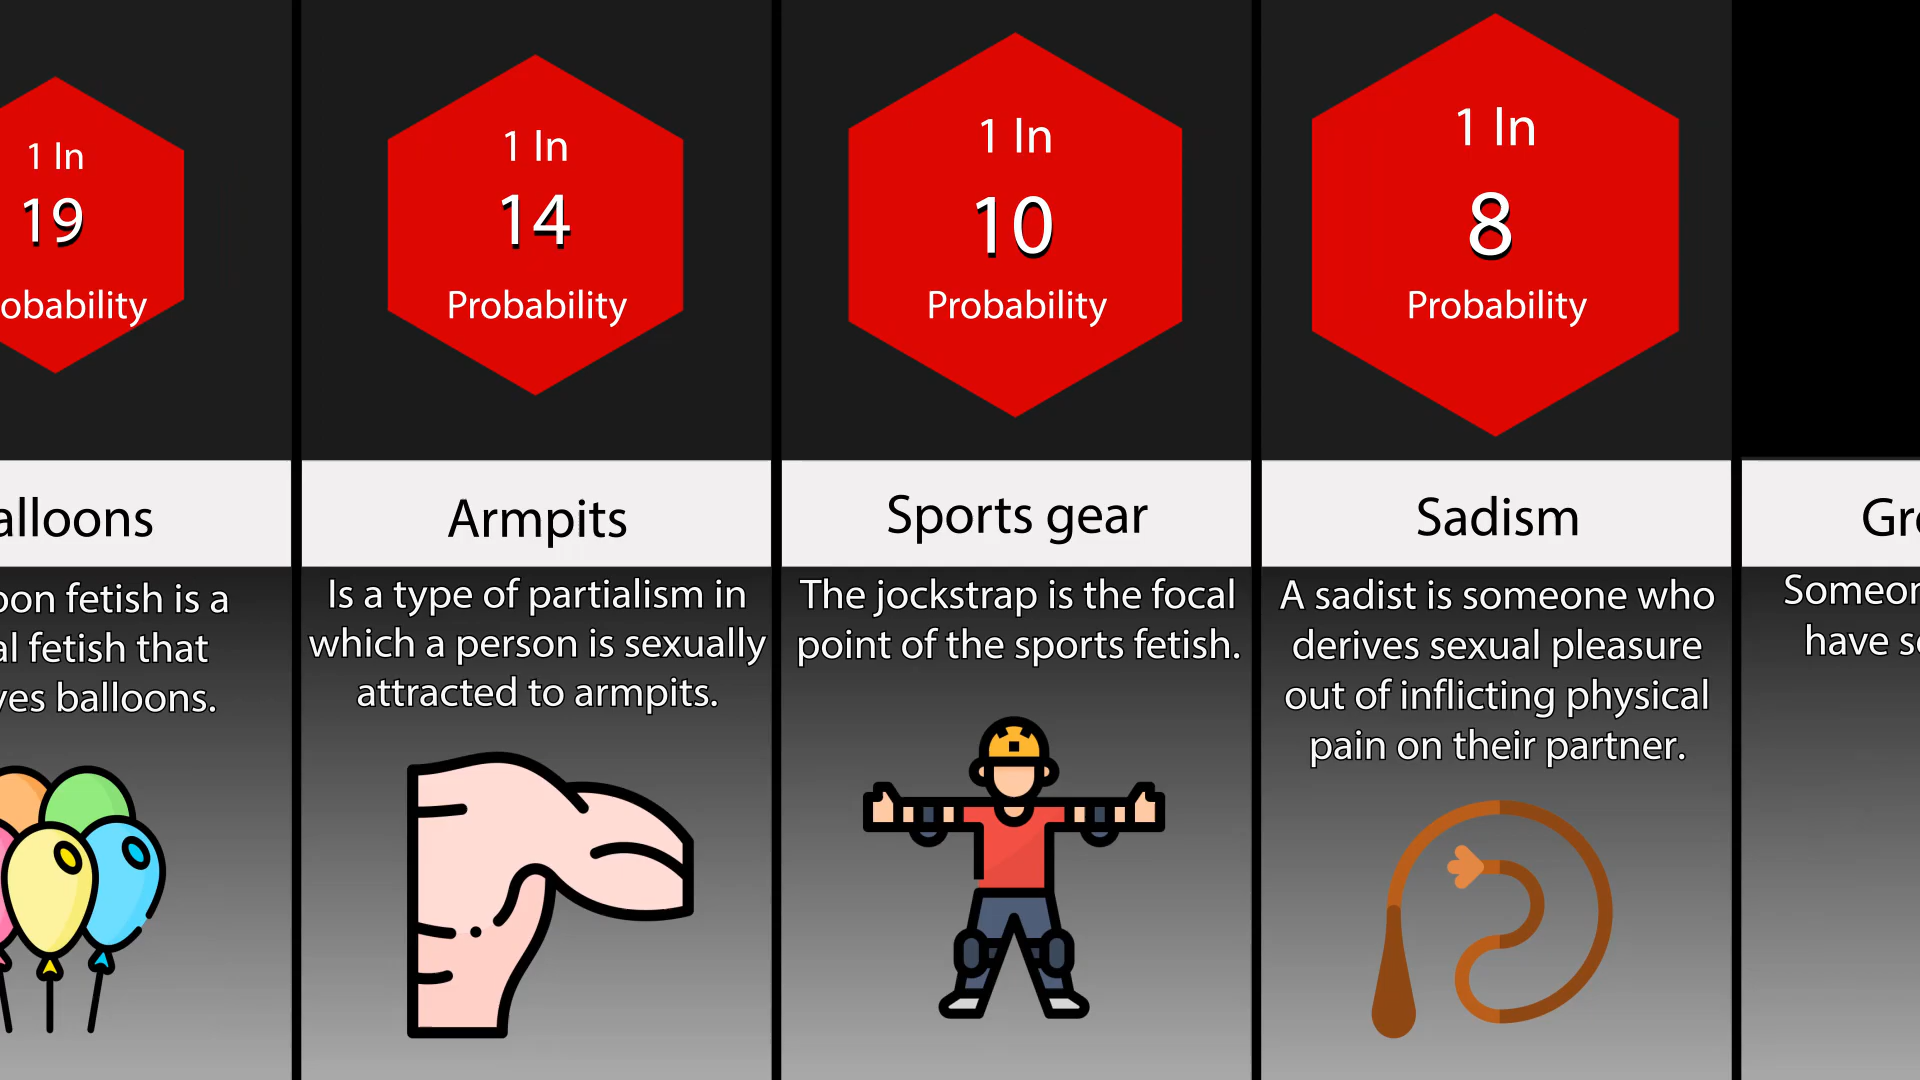 1 In
19
obability
alloons
oon fetish is a
al fetish that
ves balloons.
1 In
14
Probability
Armpits
Is a type of partialism in
which a person is sexually
attracted to armpits.
1 In
10
Probability
Sports gear
The jockstrap is the focal
point of the sports fetish.
1 In
8
Probability
Sadism
A sadist is someone who
derives sexual pleasure
out of inflicting physical
pain on their partner.
Gr
Someon
have s